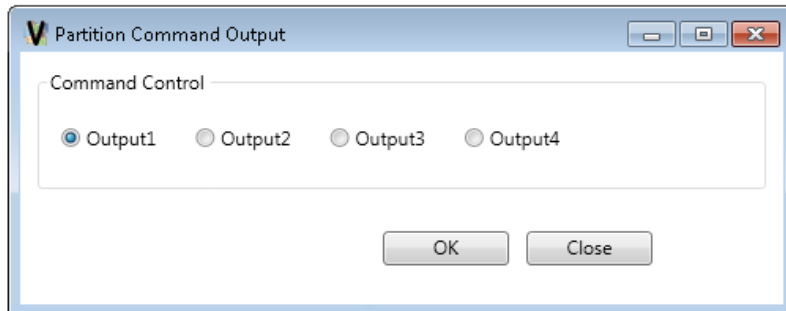 Partition Command Output
Command Control
Output1 Output2 Output3 Output4
OK Close